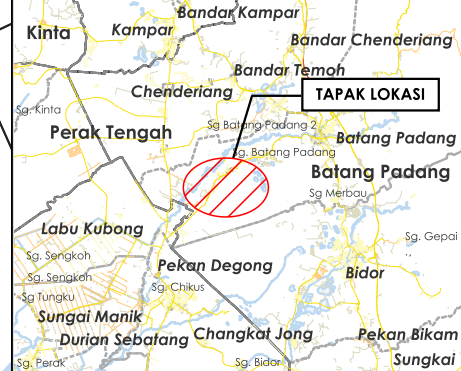 Bandar Kampar
Kinta
Kampar
Bandar Chenderiang
Bandar Temoh
Chenderiang
TAPAK LOKASI
Sg. Kinta
Perak Tengah
Sg Batang Padang 2
Batang Padang
Sg. Batang Padang
Batang Padang
Sg Merbau
Labu Kubong
Sg. Gepai
Sg. Sengkoh
Pekan Degong
Bidor
Sg. Sengkoh
Sg. Chikus
Sg Tungku
Sungai Manik
Changkat Jong
Pekan Bikam
Durian Sebatang
Sungkai
Sg. Perak
Sg. Bidor